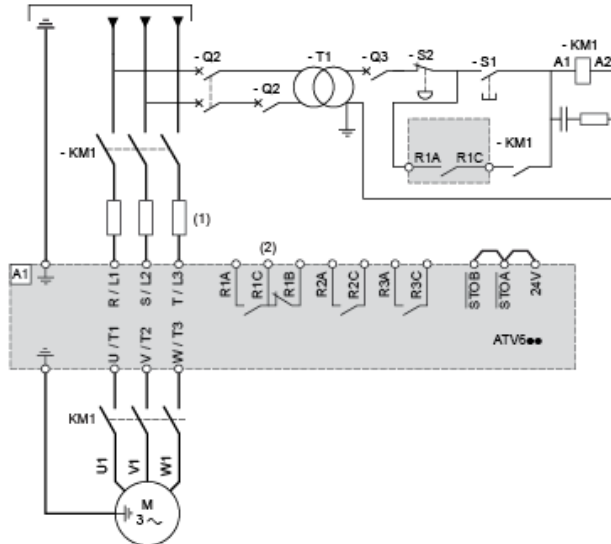 - Q2
- T1
- Q3
- S2
- S1
- KM1
A1
A2
- Q2
- KM1
R1A
R1C
- KM1
(1)
(2)
A1
R / L1
S / L2
T / L3
R1A
R1C
R1B
R2A
R2C
R3A
R3C
STOB
STOA
24V
U / T1
V / T2
W / T3
ATV6●●
KM1
U1
V1
W1
M
3 ~